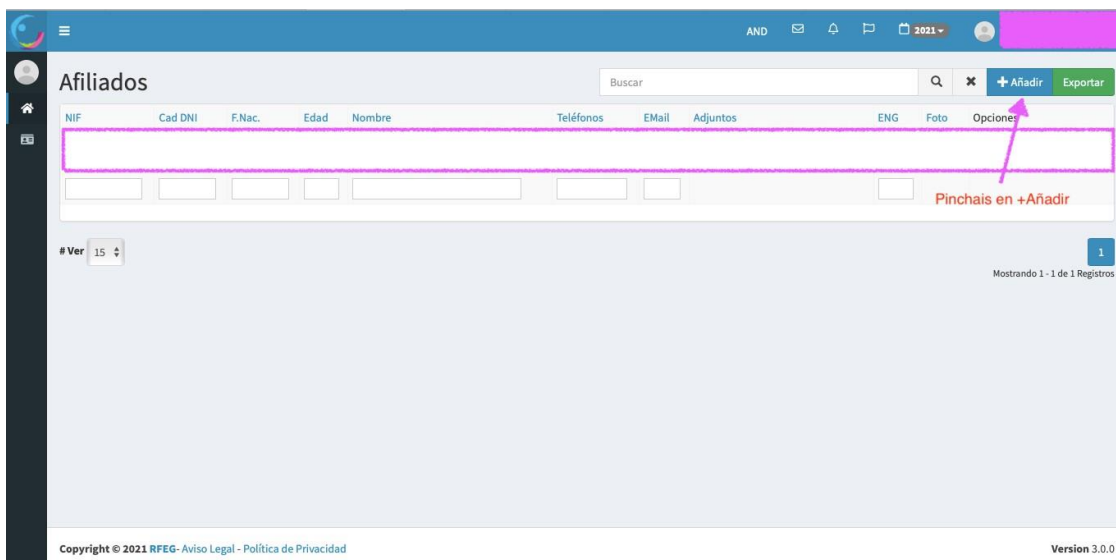 AND 2021
Afiliados Buscar + Añadir Exportar
NIF Cad DNI F.Nac. Edad Nombre Teléfonos EMail Adjuntos ENG Foto Opciones
Pinchais en +Añadir
# Ver 15 1
Mostrando 1 - 1 de 1 Registros
Copyright © 2021 RFEG- Aviso Legal - Política de Privacidad Version 3.0.0